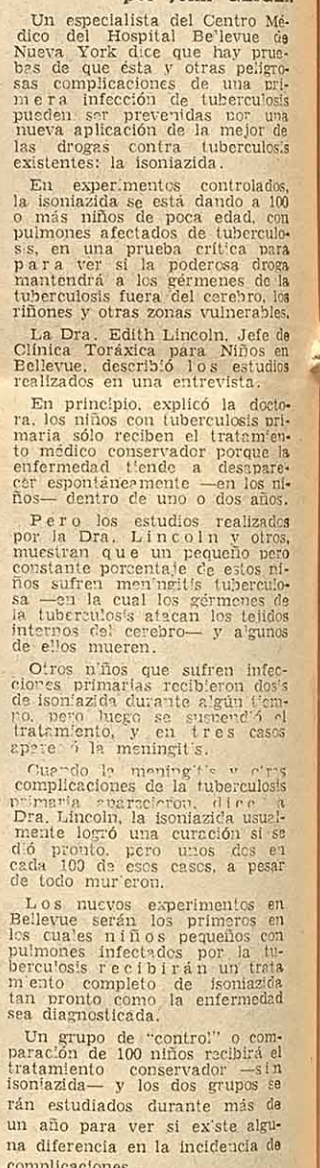 Un especialista del Centro Mé-
dico del Hospital Bellevue de
Nueva York dice que hay prue-
bas de que ésta y otras peligro-
sas complicaciones de una pri-
mera infección de tuberculosis
pueden ser prevenidas por una
nueva aplicación de la mejor de
las drogas contra tuberculosis
existentes: la isoniazida.
En experimentos controlados,
la isoniazida se está dando a 100
o más niños de poca edad, con
pulmones afectados de tuberculo-
sis, en una prueba crítica para
para ver si la poderosa droga
mantendrá a los gérmenes de la
tuberculosis fuera del cerebro, los
riñones y otras zonas vulnerables.
La Dra. Edith Lincoln, Jefe de
Clínica Toráxica para Niños en
Bellevue, describió los estudios
realizados en una entrevista.
En principio, explicó la docto-
ra, los niños con tuberculosis pri-
maria sólo reciben el tratamien-
to médico conservador porque la
enfermedad tiende a desapare-
cer espontáneamente —en los ni-
ños— dentro de uno o dos años.
Pero los estudios realizados
por la Dra. Lincoln y otros,
muestran que un pequeño pero
constante porcentaje de estos ni-
ños sufren meningitis tuberculo-
sa —en la cual los gérmenes de
la tuberculosis atacan los tejidos
internos del cerebro— y algunos
de ellos mueren.
Otros niños que sufren infec-
ciones primarias recibieron dosis
de isoniazida durante algún tiem-
po, pero luego se suspendió el
tratamiento, y en tres casos
apareció la meningitis.
Cuando la meningitis y otras
complicaciones de la tuberculosis
primaria aparecieron, dice la
Dra. Lincoln, la isoniazida usual-
mente logró una curación si se
dió pronto, pero unos dos en
cada 100 de esos casos, a pesar
de todo murieron.
Los nuevos experimentos en
Bellevue serán los primeros en
los cuales niños pequeños con
pulmones infectados por la tu-
berculosis recibirán un trata
miento completo de isoniazida
tan pronto como la enfermedad
sea diagnosticada.
Un grupo de "control" o com-
paración de 100 niños recibirá el
tratamiento conservador —sin
isoniazida— y los dos grupos se
rán estudiados durante más de
un año para ver si existe algu-
na diferencia en la incidencia de
complicaciones